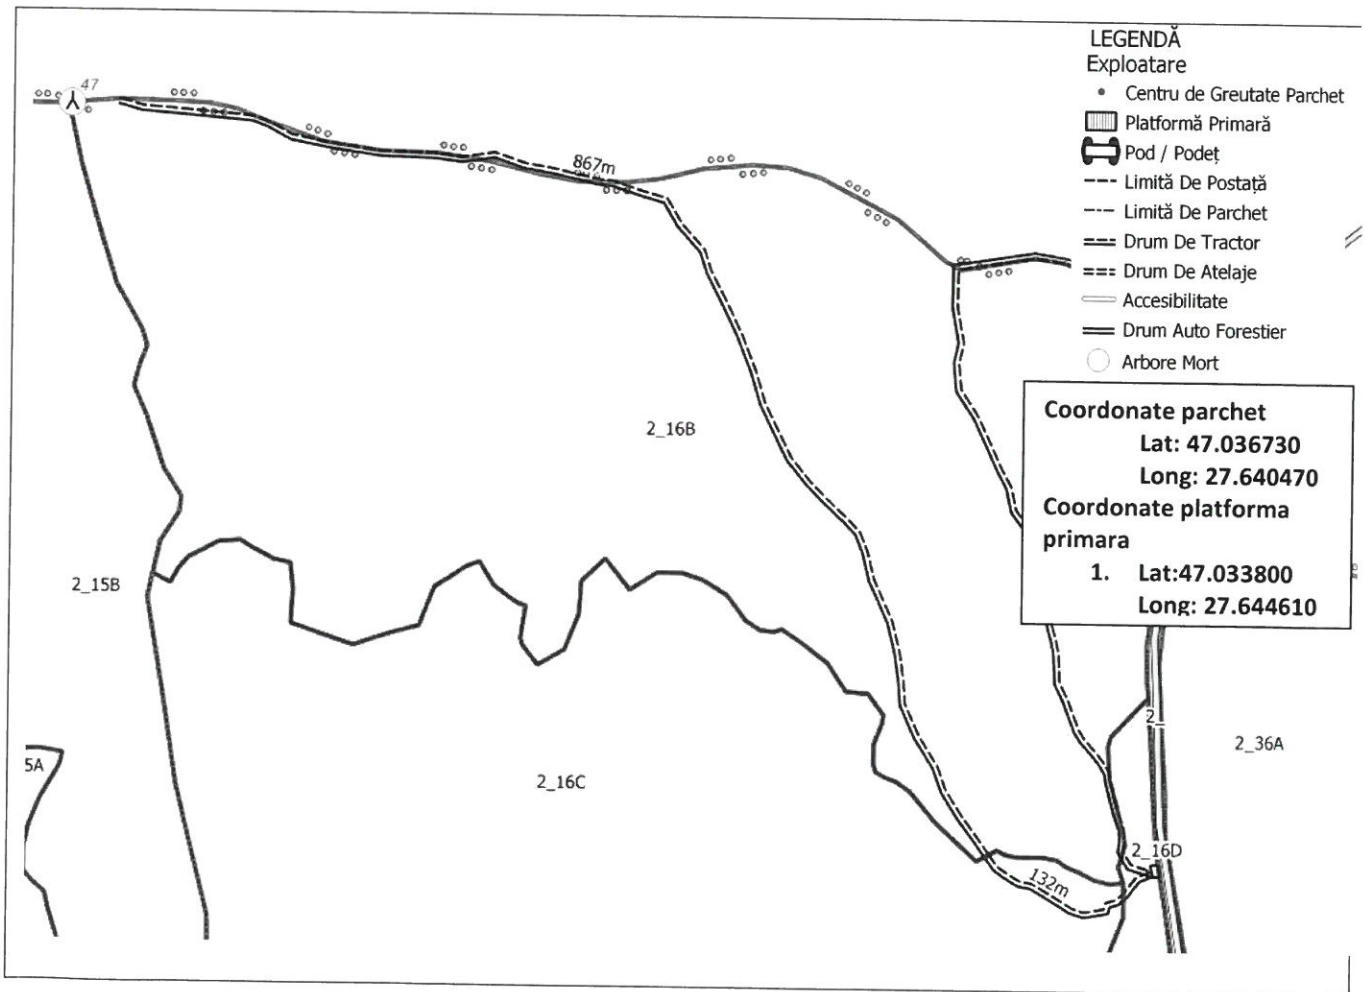 LEGENDĂ
Exploatare
Centru de Greutate Parchet
Platformă Primară
Pod / Podeț
Limită De Postață
Limită De Parchet
Drum De Tractor
Drum De Atelaje
Accesibilitate
Drum Auto Forestier
Arbore Mort
47
867m
2_16B
Coordonate parchet
Lat: 47.036730
Long: 27.640470
Coordonate platforma
primara
1. Lat:47.033800
Long: 27.644610
2_15B
2_
2_36A
5A
2_16C
2_16D
132m